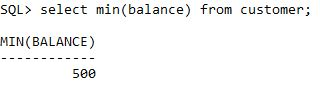 SQL> select min(balance) from customer;
MIN(BALANCE)
------------
500